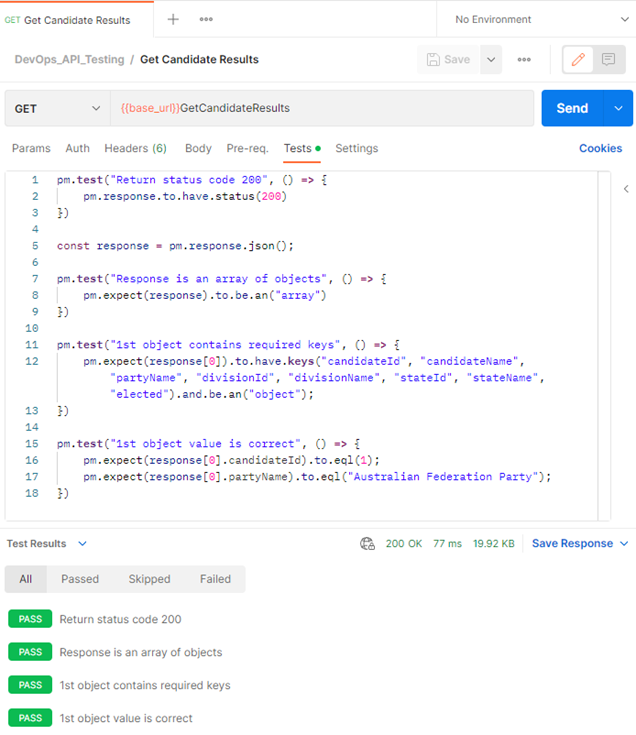 GET Get Candidate Results + ooo No Environment
DevOps_API_Testing / Get Candidate Results Save ooo
GET {{base_url}}GetCandidateResults Send
Params Auth Headers (6) Body Pre-req. Tests Settings Cookies
1 pm.test("Return status code 200", () => {
2 pm.response.to.have.status(200)
3 })
4
5 const response = pm.response.json();
6
7 pm.test("Response is an array of objects", () => {
8 pm.expect(response).to.be.an("array")
9 })
10
11 pm.test("1st object contains required keys", () => {
12 pm.expect(response[0]).to.have.keys("candidateId", "candidateName",
"partyName", "divisionId", "divisionName", "stateId", "stateName",
"elected").and.be.an("object");
13 })
14
15 pm.test("1st object value is correct", () => {
16 pm.expect(response[0].candidateId).to.eql(1);
17 pm.expect(response[0].partyName).to.eql("Australian Federation Party");
18 })
Test Results 200 OK 77 ms 19.92 KB Save Response
All Passed Skipped Failed
PASS Return status code 200
PASS Response is an array of objects
PASS 1st object contains required keys
PASS 1st object value is correct